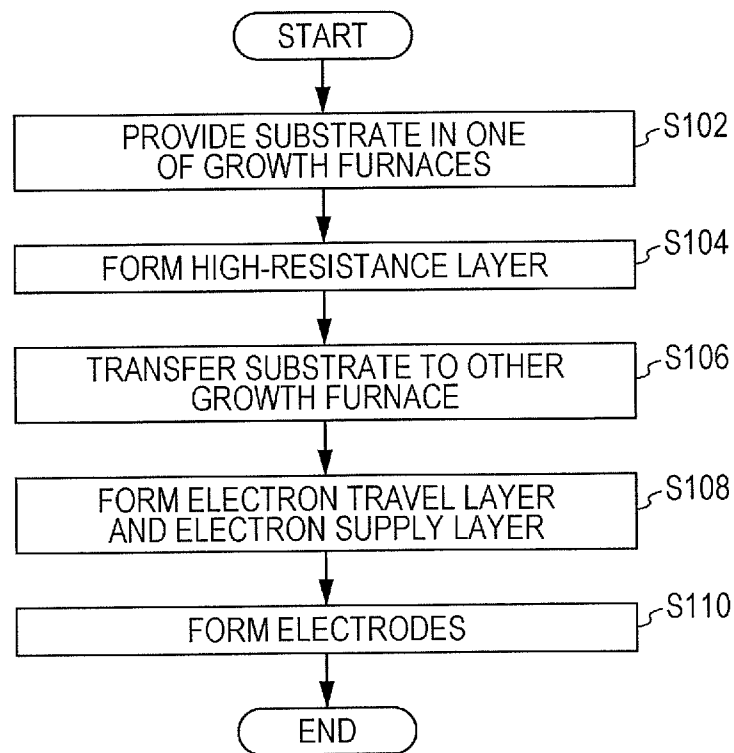 START
PROVIDE SUBSTRATE IN ONE
OF GROWTH FURNACES
S102
FORM HIGH-RESISTANCE LAYER
S104
TRANSFER SUBSTRATE TO OTHER
GROWTH FURNACE
S106
FORM ELECTRON TRAVEL LAYER
AND ELECTRON SUPPLY LAYER
S108
FORM ELECTRODES
S110
END